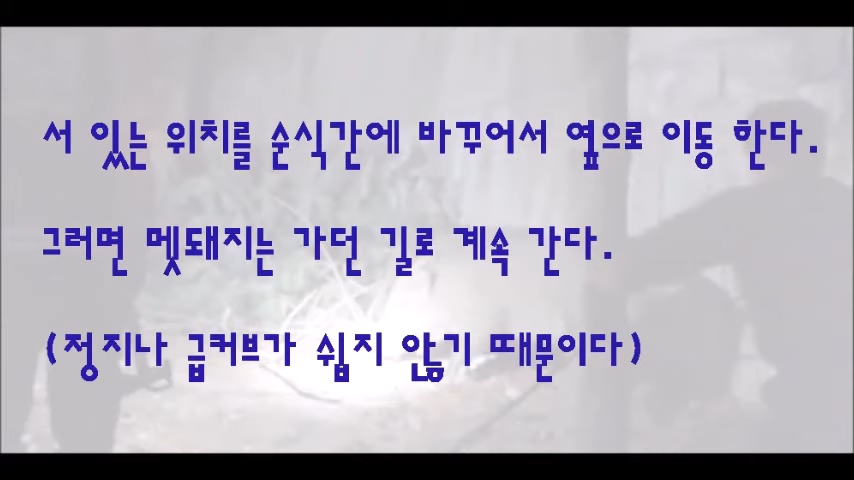 서 있는 위치를 순식간에 바꾸어서 옆으로 이동 한다.
그러면 멧돼지는 가던 길로 계속 간다.
(정지나 급커브가 쉽지 않기 때문이다)